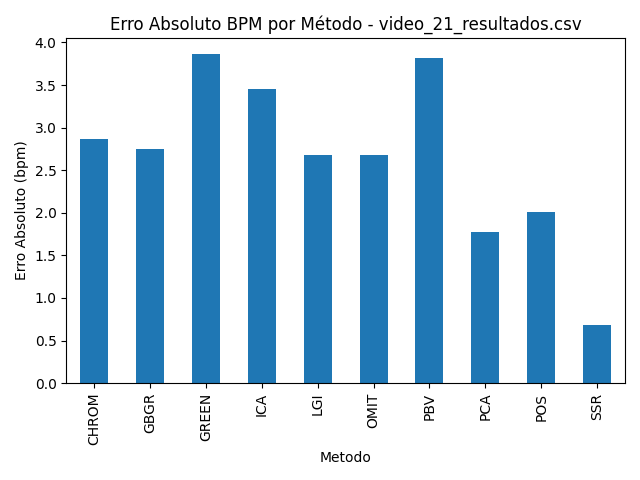 Erro Absoluto BPM por Método - video_21_resultados.csv
Erro Absoluto (bpm)
4.0
3.5
3.0
2.5
2.0
1.5
1.0
0.5
0.0
CHROM
GBGR
GREEN
ICA
LGI
OMIT
PBV
PCA
POS
SSR
Metodo